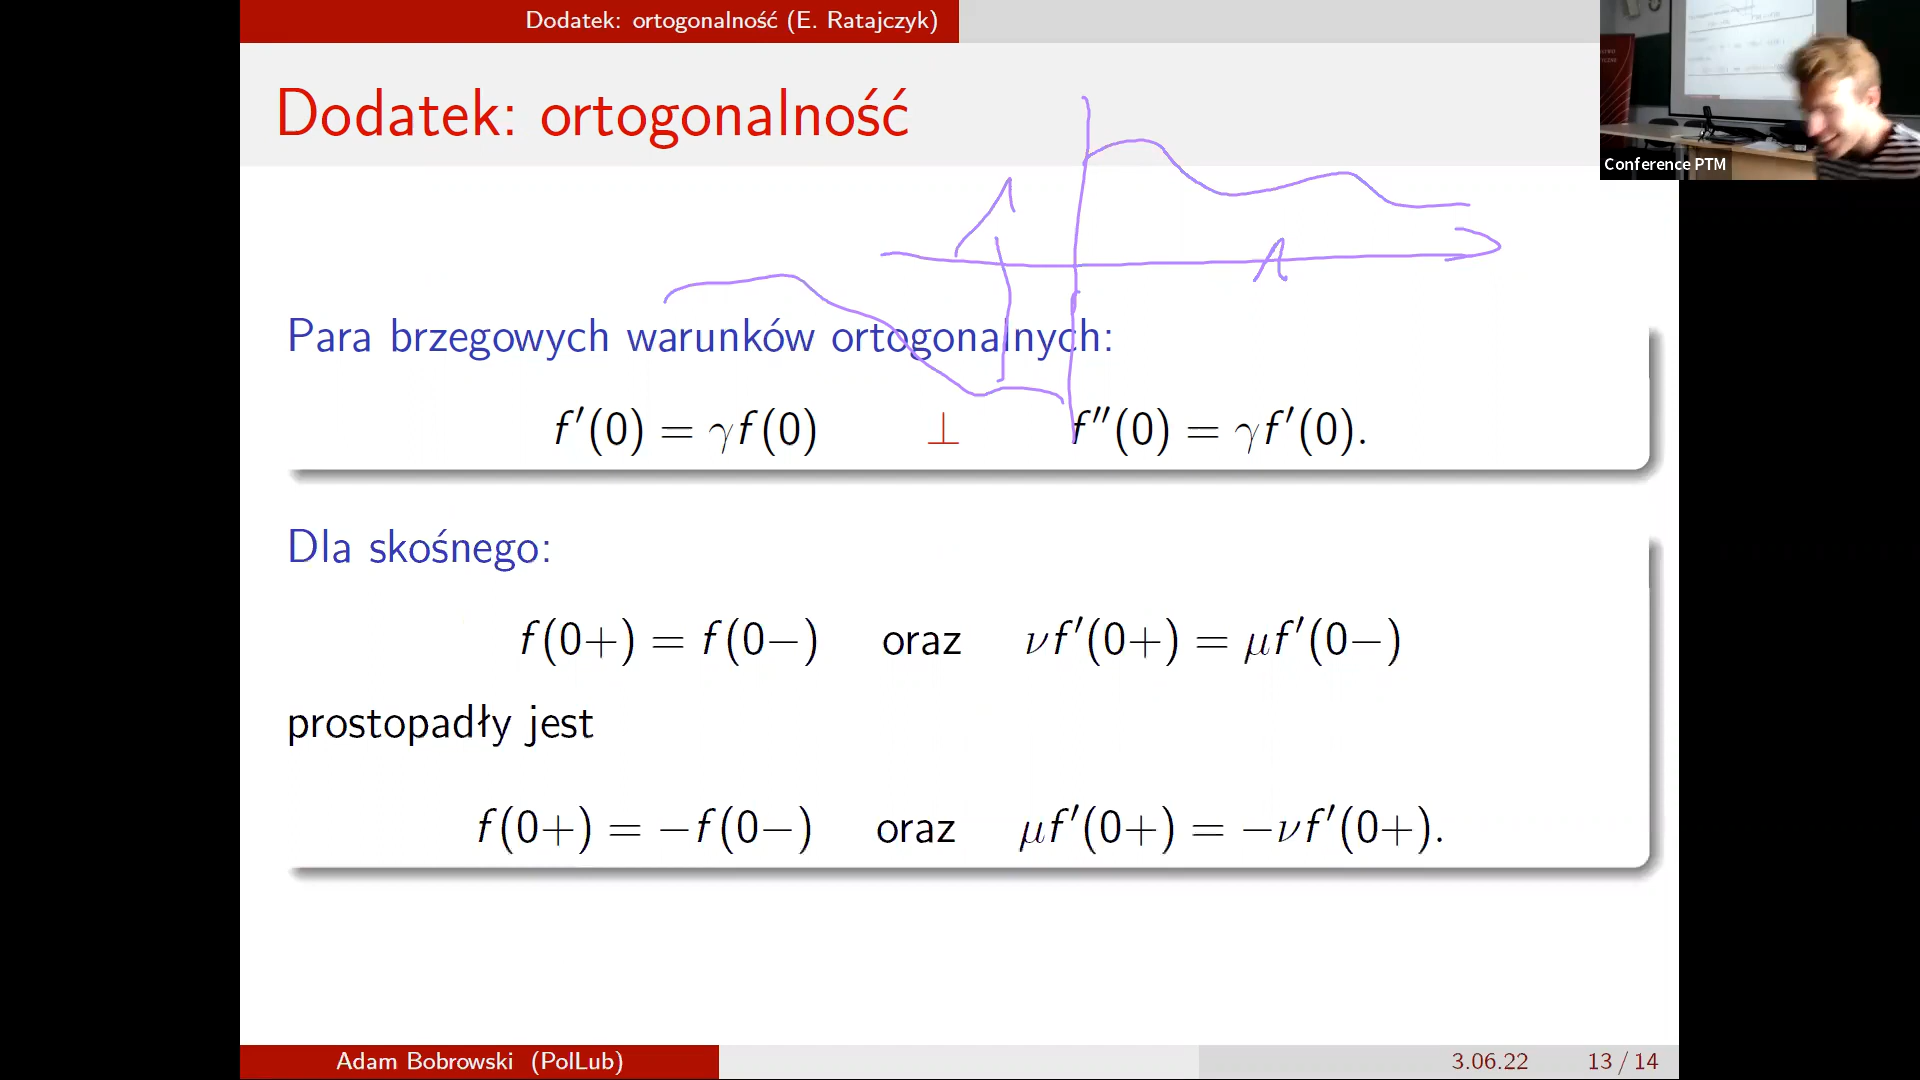 Dodatek: ortogonalność (E. Ratajczyk)
Dodatek: ortogonalność
Conference PTM
A
Para brzegowych warunków ortogonalnych:
f′(0) = γf(0) ⊥ f″(0) = γf′(0).
Dla skośnego:
f(0+) = f(0−) oraz νf′(0+) = μf′(0−)
prostopadły jest
f(0+) = −f(0−) oraz μf′(0+) = −νf′(0+).
Adam Bobrowski (PolLub) 3.06.22 13 / 14